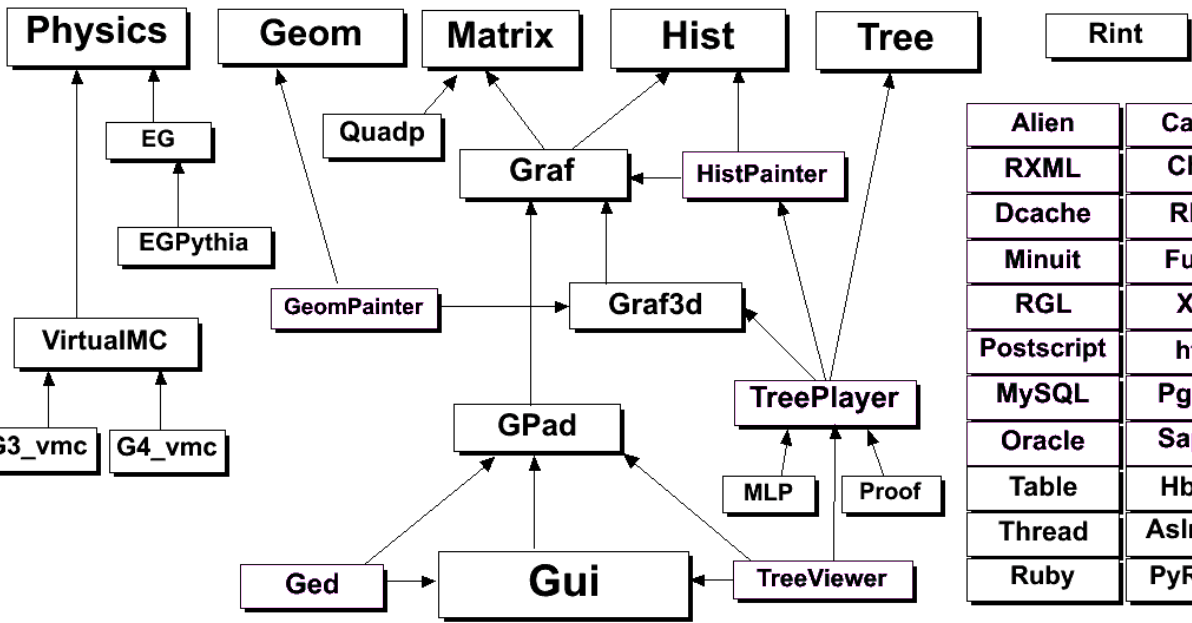 Physics
Geom
Matrix
Hist
Tree
Rint
EG
Quadp
Graf
HistPainter
EGPythia
GeomPainter
Graf3d
VirtualMC
TreePlayer
GPad
G3_vmc
G4_vmc
MLP
Proof
Ged
Gui
TreeViewer
Alien
RXML
Dcache
Minuit
RGL
Postscript
MySQL
Oracle
Table
Thread
Ruby